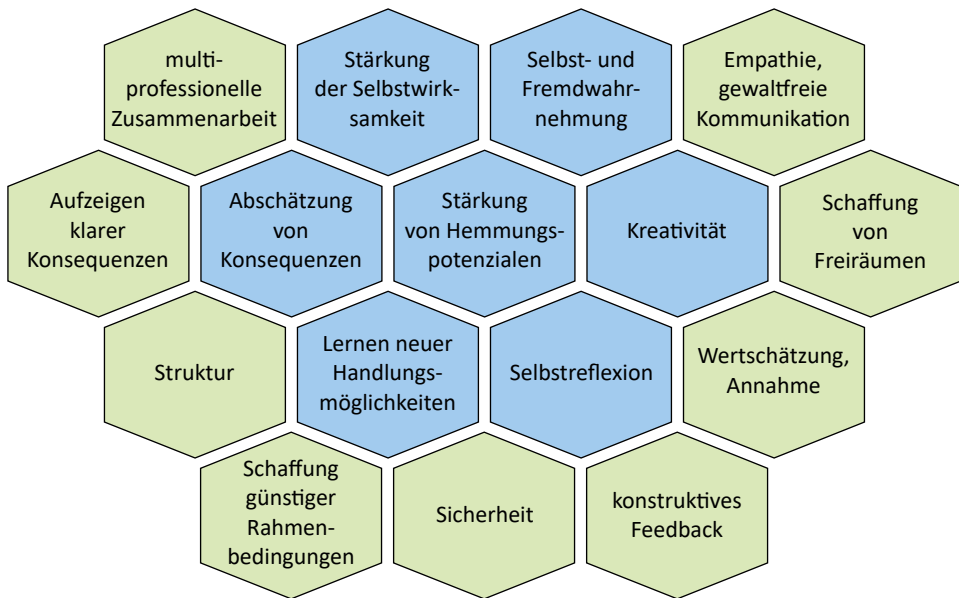 multi-
professionelle
Zusammenarbeit
Stärkung
der Selbstwirk-
samkeit
Selbst- und
Fremdwahr-
nehmung
Empathie,
gewaltfreie
Kommunikation
Aufzeigen
klarer
Konsequenzen
Abschätzung
von
Konsequenzen
Stärkung
von Hemmungs-
potenzialen
Kreativität
Schaffung
von
Freiräumen
Struktur
Lernen neuer
Handlungs-
möglichkeiten
Selbstreflexion
Wertschätzung,
Annahme
Schaffung
günstiger
Rahmen-
bedingungen
Sicherheit
konstruktives
Feedback